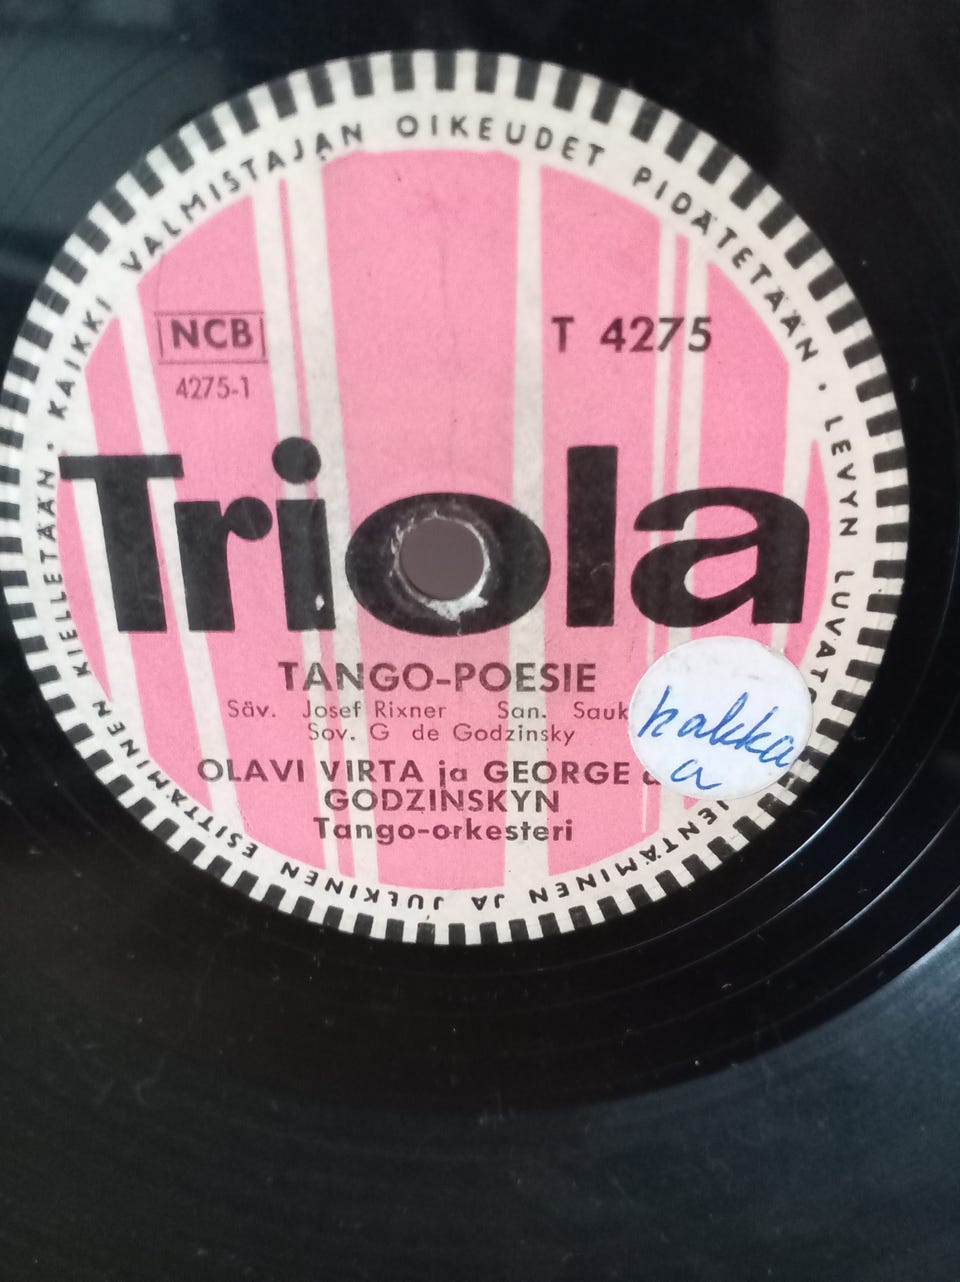 KAIKKI VALMISTAJAN OIKEUDET PIDÄTETÄÄN · LEVYN LUVATON
ENTÄMINEN JA JULKINEN ESITTÄMINEN KIELLETÄÄN ·
NCB
4275-1
T 4275
Triola
TANGO-POESIE
Säv. Josef Rixner San. Sauk
Sov. G de Godzinsky
OLAVI VIRTA ja GEORGE
GODZINSKYN
Tango-orkesteri
kakka
a